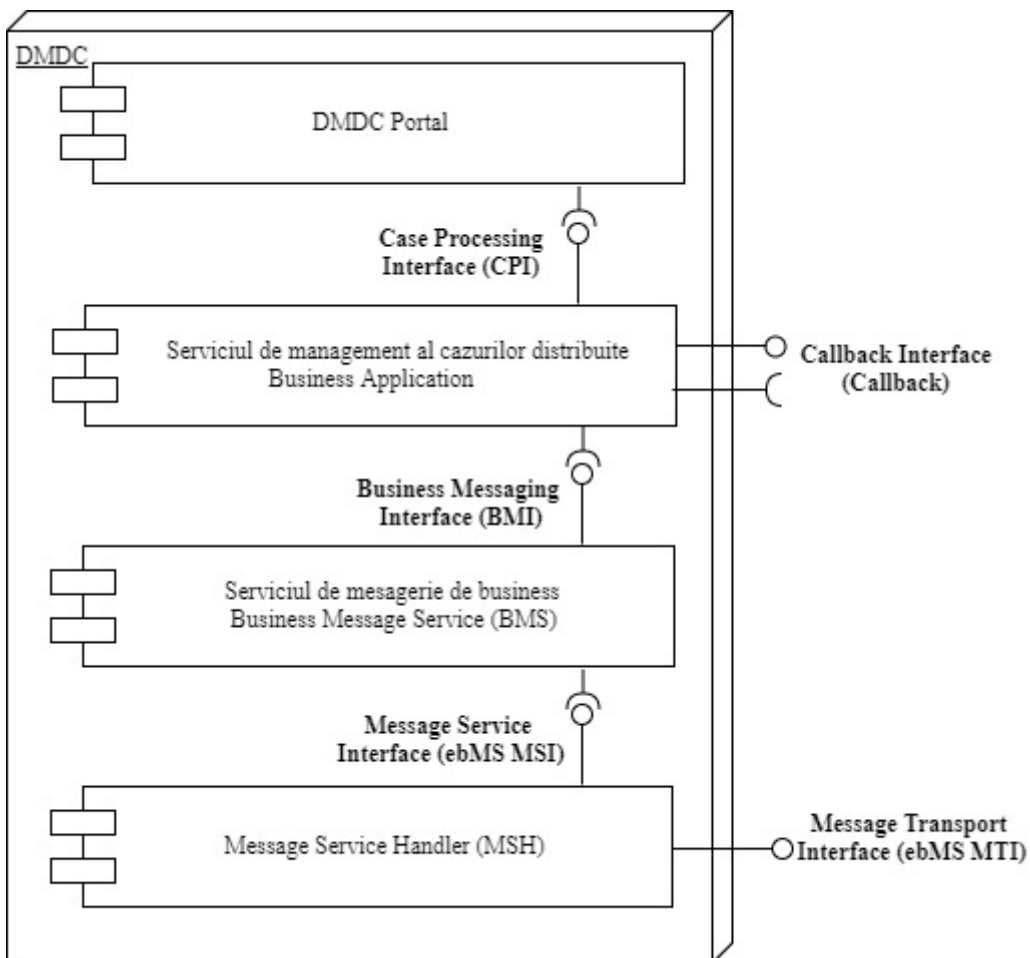 DMDC
DMDC Portal
Case Processing
Interface (CPI)
Serviciul de management al cazurilor distribuite
Business Application
Callback Interface
(Callback)
Business Messaging
Interface (BMI)
Serviciul de mesagerie de business
Business Message Service (BMS)
Message Service
Interface (ebMS MSI)
Message Service Handler (MSH)
Message Transport
Interface (ebMS MTI)